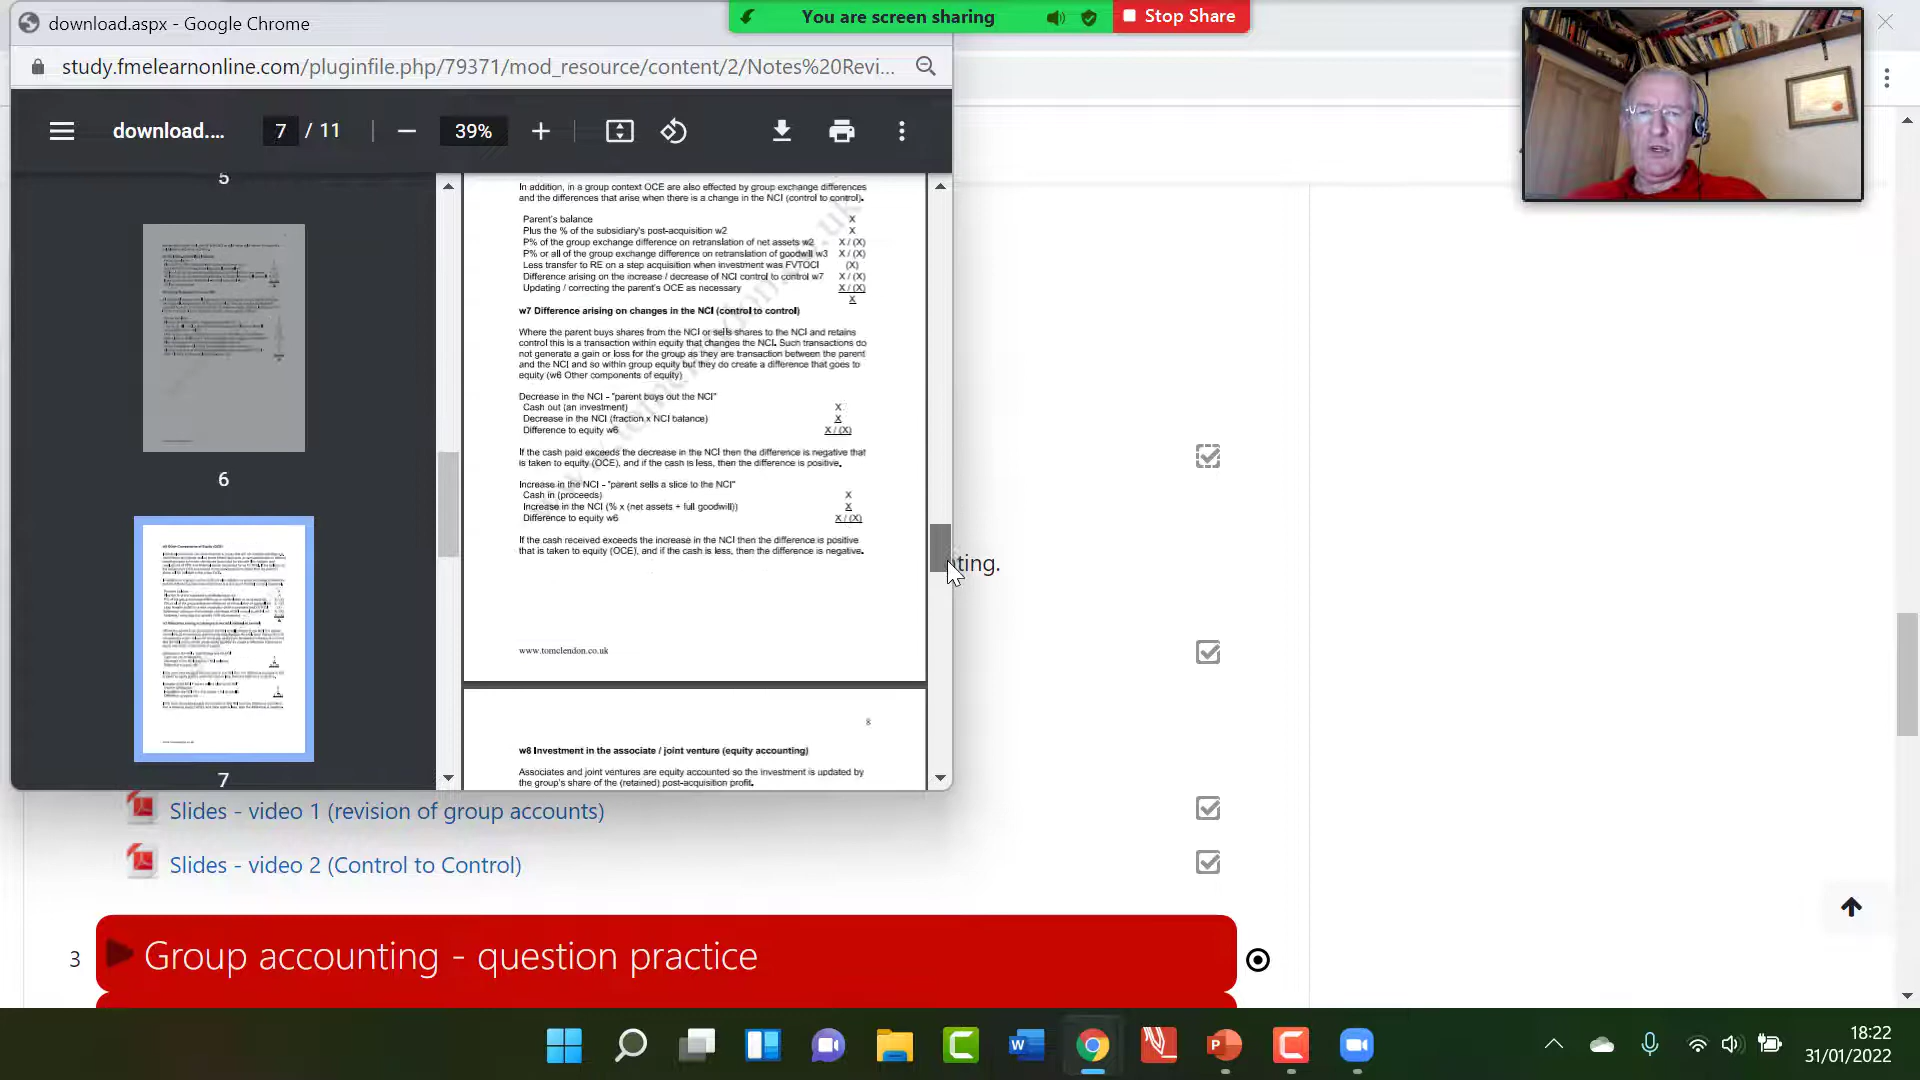 download.aspx - Google Chrome
You are screen sharing
Stop Share
study.fmelearnonline.com/pluginfile.php/79371/mod_resource/content/2/Notes%20Revi...
download....
7 / 11
39%
5
6
7
In addition, in a group context OCE are also effected by group exchange differences
and the differences that arise when there is a change in the NCI (control to control).
Parent's balance X
Plus the % of the subsidiary's post-acquisition w2 X
P% of the group exchange difference on retranslation of net assets w2 X / (X)
P% or all of the group exchange difference on retranslation of goodwill w3 X / (X)
Less transfer to RE on a step acquisition when investment was FVTOCI (X)
Difference arising on the increase / decrease of NCI control to control w7 X / (X)
Updating / correcting the parent's OCE as necessary X / (X)
X
w7 Difference arising on changes in the NCI (control to control)
Where the parent buys shares from the NCI or sells shares to the NCI and retains
control this is a transaction within equity that changes the NCI. Such transactions do
not generate a gain or loss for the group as they are transaction between the parent
and the NCI and so within group equity but they do create a difference that goes to
equity (w6 Other components of equity)
Decrease in the NCI - "parent buys out the NCI"
Cash out (an investment) X
Decrease in the NCI (fraction x NCI balance) X
Difference to equity w6 X / (X)
If the cash paid exceeds the decrease in the NCI then the difference is negative that
is taken to equity (OCE), and if the cash is less, then the difference is positive.
Increase in the NCI - "parent sells a slice to the NCI"
Cash in (proceeds) X
Increase in the NCI (% x (net assets + full goodwill)) X
Difference to equity w6 X / (X)
If the cash received exceeds the increase in the NCI then the difference is positive
that is taken to equity (OCE), and if the cash is less, then the difference is negative.
www.tomclendon.co.uk
8
w8 Investment in the associate / joint venture (equity accounting)
Associates and joint ventures are equity accounted so the investment is updated by
the group's share of the (retained) post-acquisition profit.
ting.
Slides - video 1 (revision of group accounts)
Slides - video 2 (Control to Control)
3
Group accounting - question practice
18:22
31/01/2022